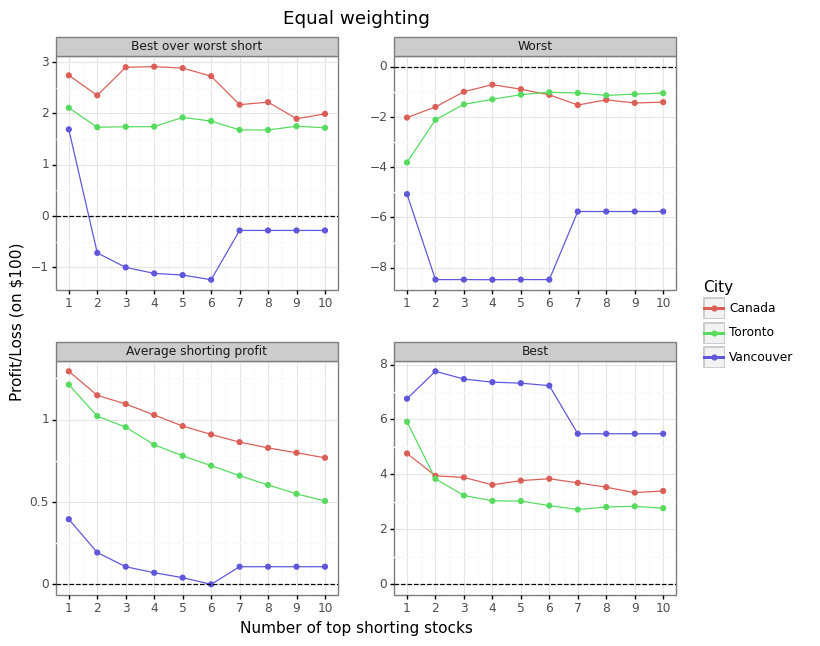 Equal weighting
Best over worst short
3
2
1
0
−1
1 2 3 4 5 6 7 8 9 10
Worst
0
−2
−4
−6
−8
1 2 3 4 5 6 7 8 9 10
Average shorting profit
1
0.5
0
1 2 3 4 5 6 7 8 9 10
Best
8
6
4
2
0
1 2 3 4 5 6 7 8 9 10
Profit/Loss (on $100)
Number of top shorting stocks
City
Canada
Toronto
Vancouver